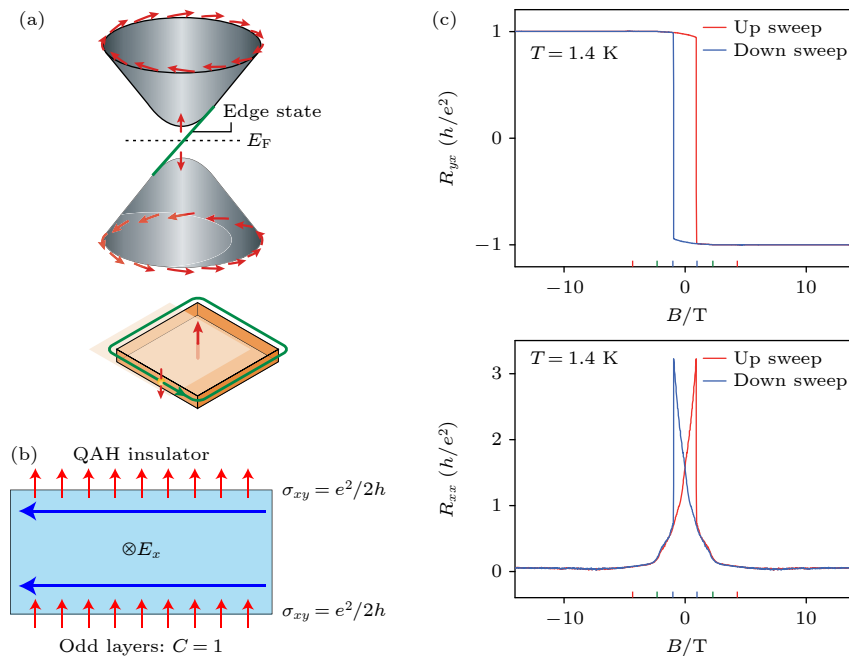 (a)
Edge state
E_F
(b)
QAH insulator
σ_xy = e²/2h
⊗E_x
σ_xy = e²/2h
Odd layers: C = 1
(c)
Up sweep
Down sweep
T = 1.4 K
R_yx (h/e²)
1
0
−1
−10
0
10
B/T
T = 1.4 K
Up sweep
Down sweep
R_xx (h/e²)
3
2
1
0
−10
0
10
B/T